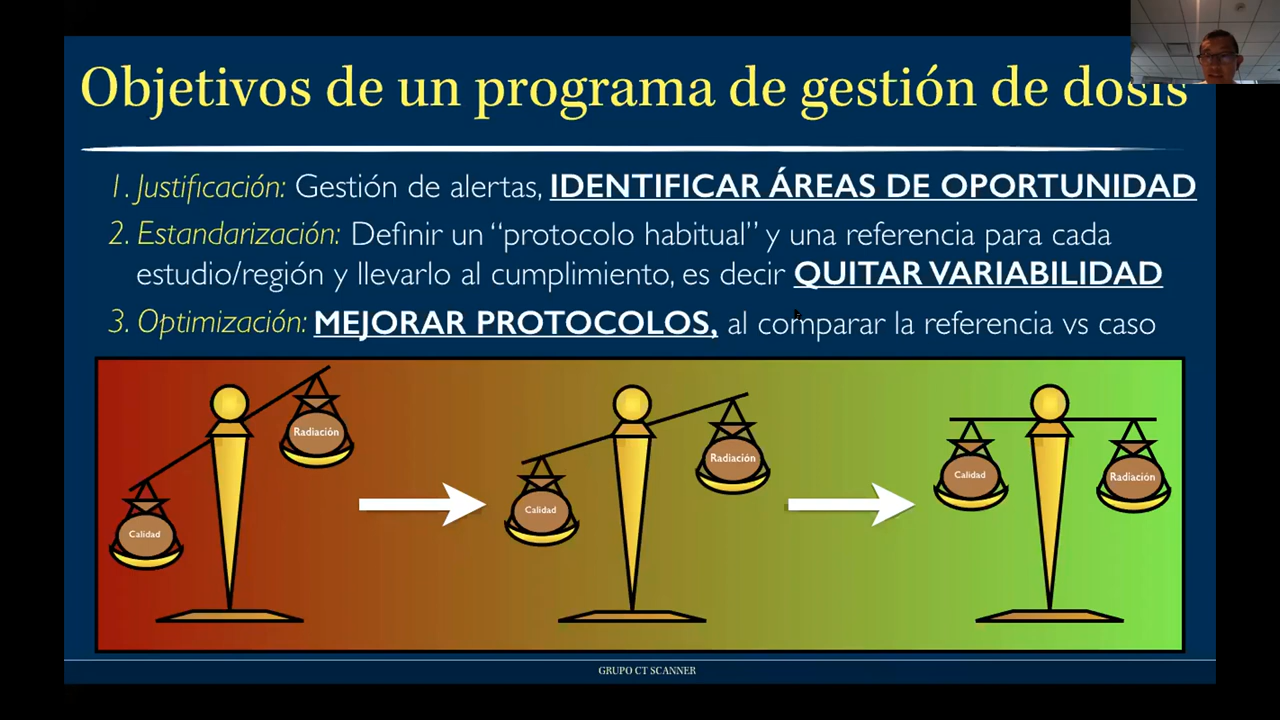 Objetivos de un programa de gestión de dosis
1. Justificación: Gestión de alertas, IDENTIFICAR ÁREAS DE OPORTUNIDAD
2. Estandarización: Definir un “protocolo habitual” y una referencia para cada
estudio/región y llevarlo al cumplimiento, es decir QUITAR VARIABILIDAD
3. Optimización: MEJORAR PROTOCOLOS, al comparar la referencia vs caso
Calidad
Radiación
Calidad
Radiación
Calidad
Radiación
GRUPO CT SCANNER